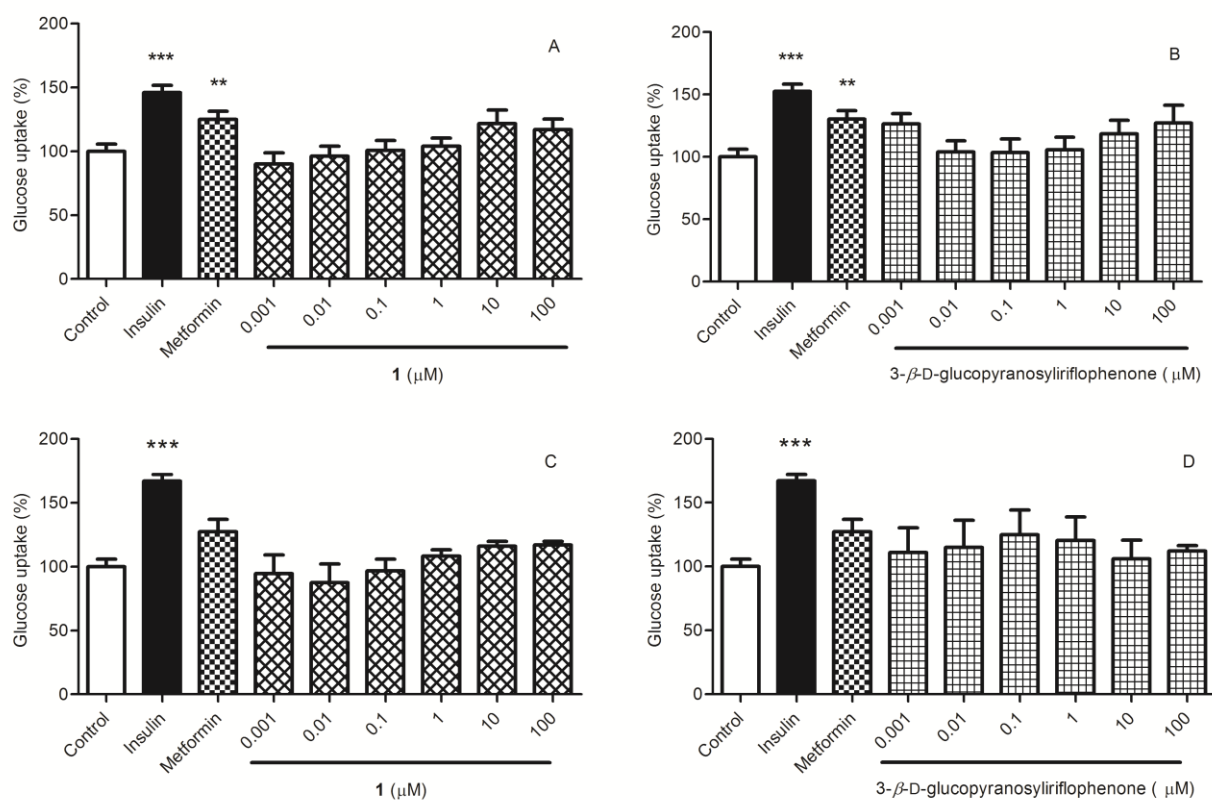 A
Glucose uptake (%)
200
150
100
50
0
***
**
Control
Insulin
Metformin
0.001
0.01
0.1
1
10
100
1 (μM)
B
Glucose uptake (%)
200
150
100
50
0
***
**
Control
Insulin
Metformin
0.001
0.01
0.1
1
10
100
3-β-D-glucopyranosyliriflophenone ( μM)
C
Glucose uptake (%)
200
150
100
50
0
***
Control
Insulin
Metformin
0.001
0.01
0.1
1
10
100
1 (μM)
D
Glucose uptake (%)
200
150
100
50
0
***
Control
Insulin
Metformin
0.001
0.01
0.1
1
10
100
3-β-D-glucopyranosyliriflophenone ( μM)